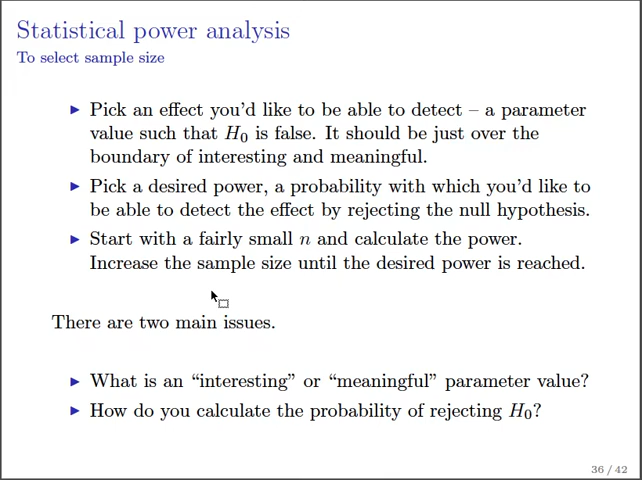 Statistical power analysis
To select sample size
▶ Pick an effect you'd like to be able to detect – a parameter
value such that H₀ is false. It should be just over the
boundary of interesting and meaningful.
▶ Pick a desired power, a probability with which you'd like to
be able to detect the effect by rejecting the null hypothesis.
▶ Start with a fairly small n and calculate the power.
Increase the sample size until the desired power is reached.
There are two main issues.
▶ What is an “interesting” or “meaningful” parameter value?
▶ How do you calculate the probability of rejecting H₀?
36 / 42